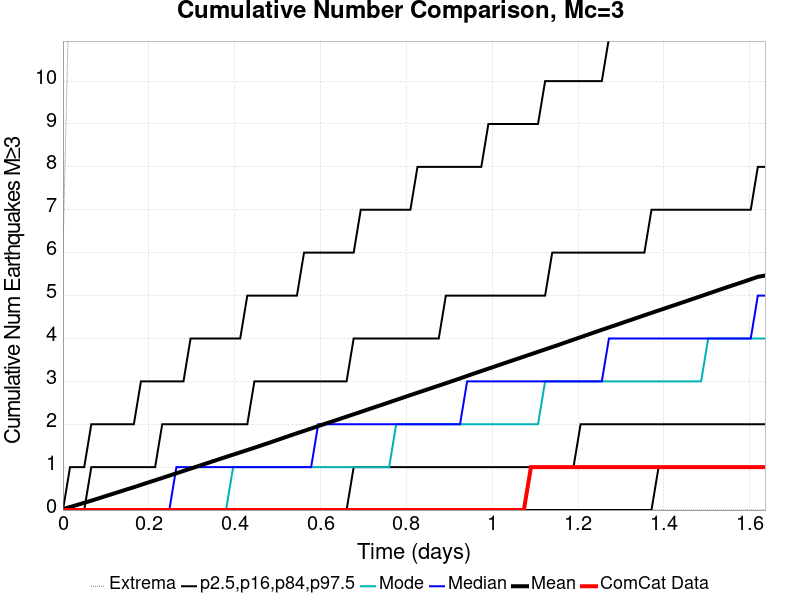 Cumulative Number Comparison, Mc=3
Cumulative Num Earthquakes M≥3
10
9
8
7
6
5
4
3
2
1
0
0 0.2 0.4 0.6 0.8 1 1.2 1.4 1.6
Time (days)
Extrema p2.5,p16,p84,p97.5 Mode Median Mean ComCat Data